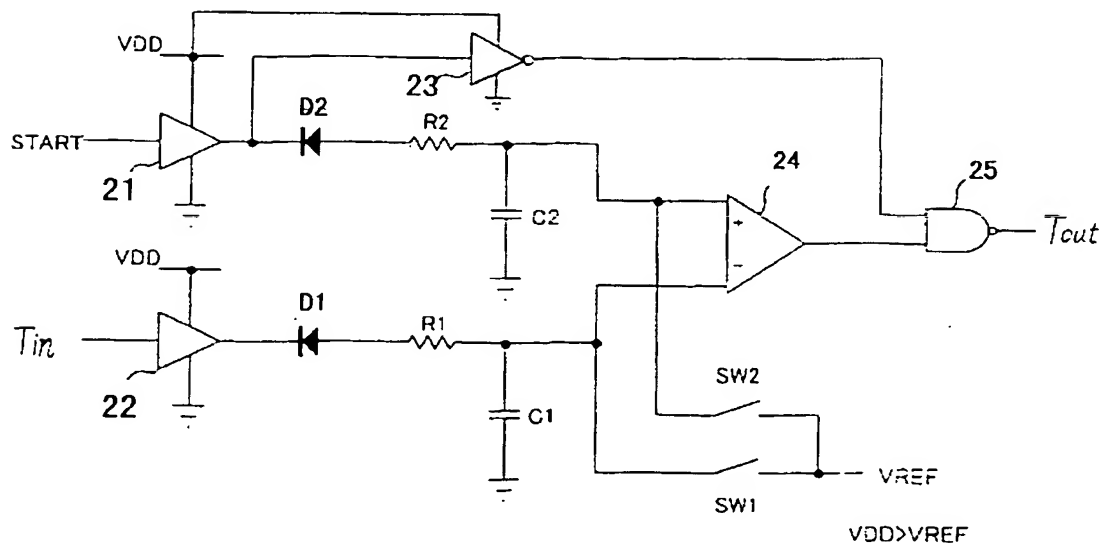 VDD
23
D2
R2
START
21
C2
24
25
Tout
VDD
D1
R1
Tin
22
C1
+
−
SW2
SW1
VREF
VDD>VREF